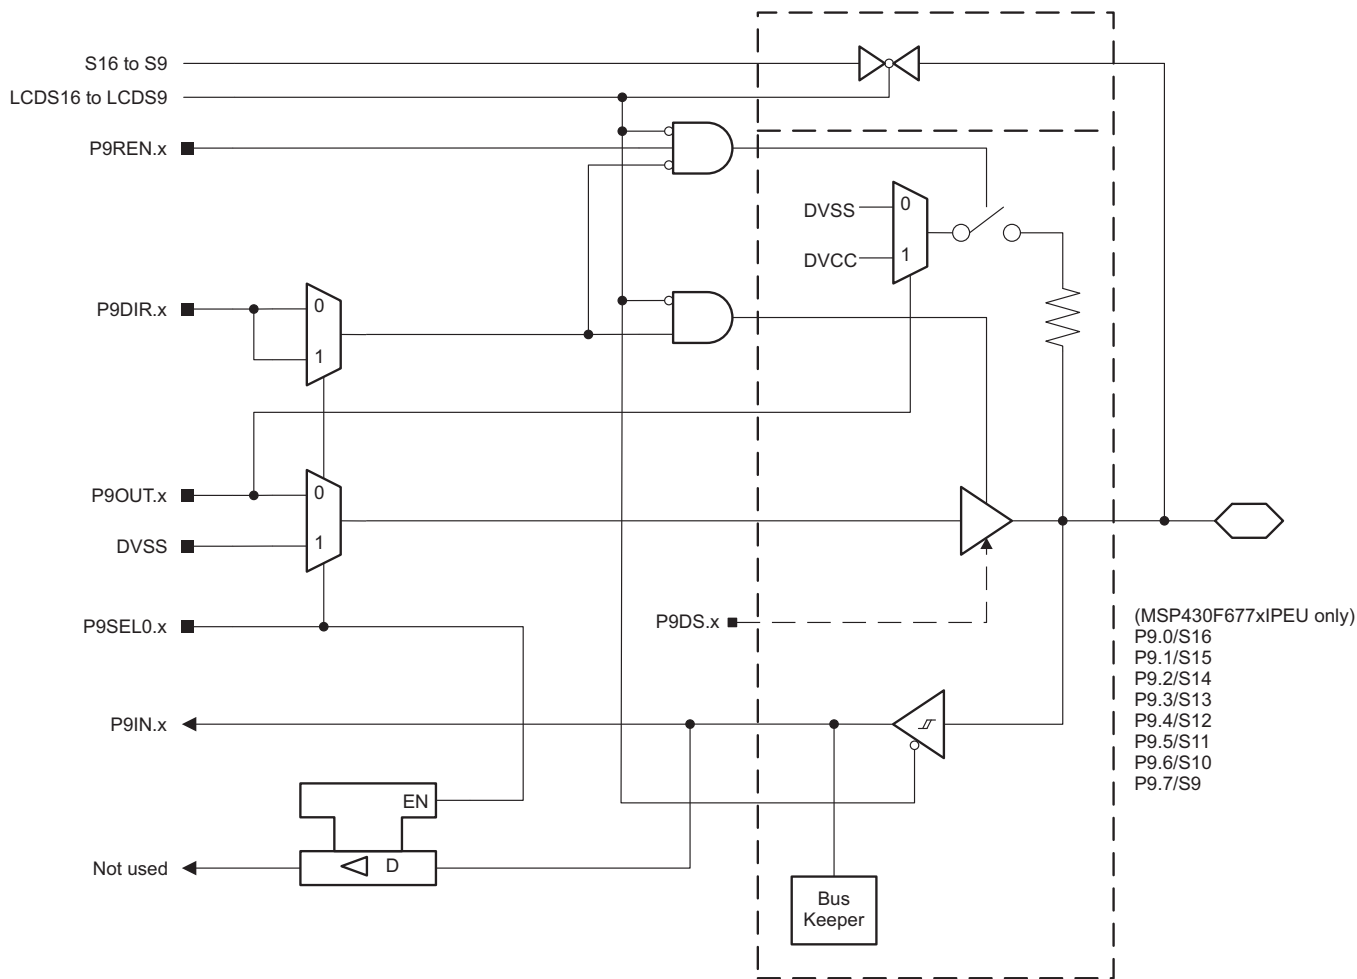 S16 to S9
LCDS16 to LCDS9
P9REN.x
DVSS
0
DVCC
1
P9DIR.x
0
1
P9OUT.x
0
DVSS
1
P9SEL0.x
P9DS.x
(MSP430F677xIPEU only)
P9.0/S16
P9.1/S15
P9.2/S14
P9.3/S13
P9.4/S12
P9.5/S11
P9.6/S10
P9.7/S9
P9IN.x
EN
Not used
D
Bus
Keeper